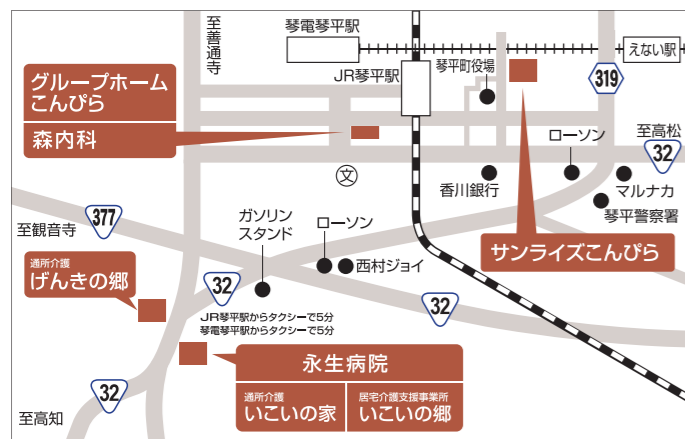 至善通寺
琴電琴平駅
えない駅
JR琴平駅
琴平町役場
319
グループホーム
こんぴら
森内科
ローソン
至高松
32
文
香川銀行
マルナカ
琴平警察署
377
至観音寺
ガソリン
スタンド
ローソン
西村ジョイ
サンライズこんぴら
通所介護
げんきの郷
32
32
JR琴平駅からタクシーで5分
琴電琴平駅からタクシーで5分
永生病院
通所介護
いこいの家
居宅介護支援事業所
いこいの郷
32
至高知